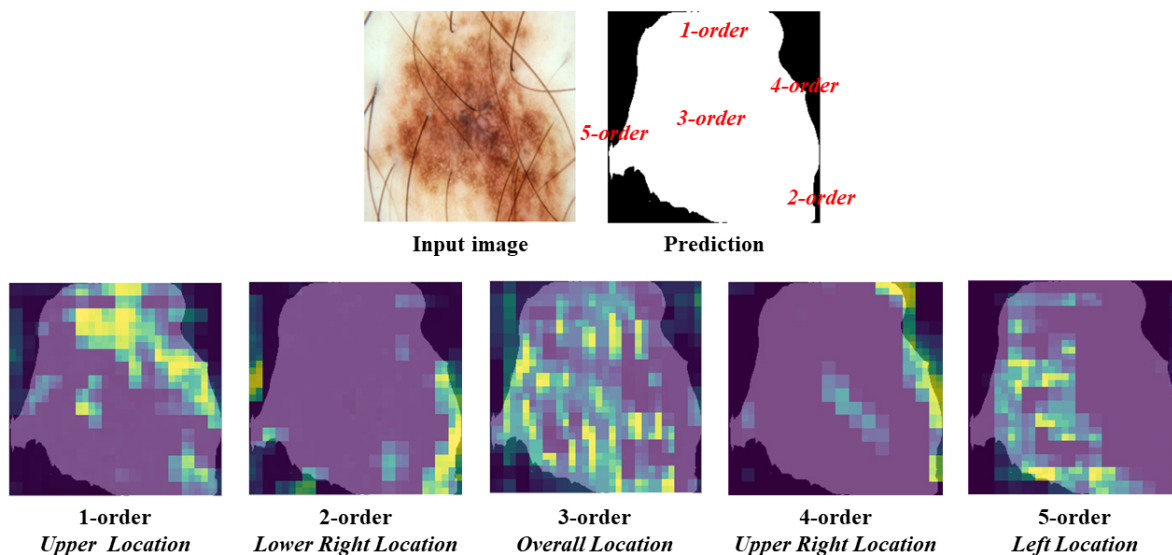 1-order
4-order
3-order
5-order
2-order
Input image
Prediction
1-order
Upper Location
2-order
Lower Right Location
3-order
Overall Location
4-order
Upper Right Location
5-order
Left Location